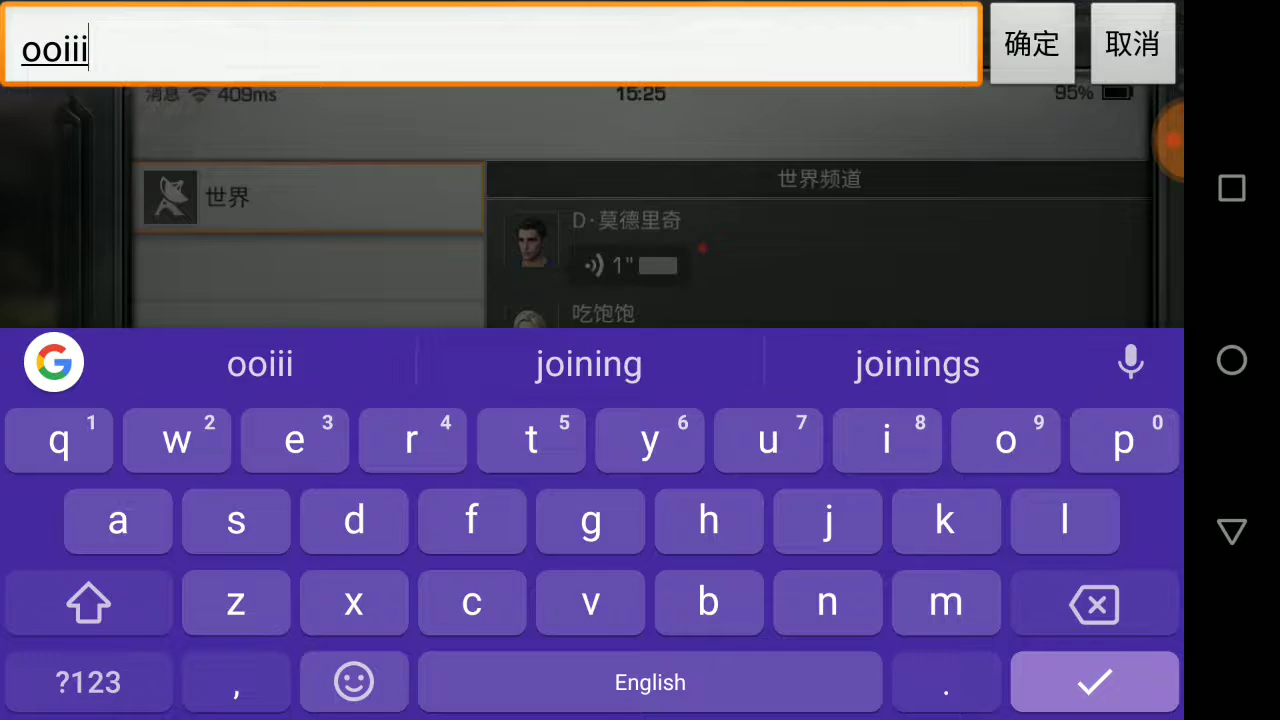 ooiii
确定
取消
消息 409ms
15:25
95%
世界
世界频道
D·莫德里奇
1"
吃饱饱
ooiii joining joinings
q 1 w 2 e 3 r 4 t 5 y 6 u 7 i 8 o 9 p 0
a s d f g h j k l
z x c v b n m
?123 , English .